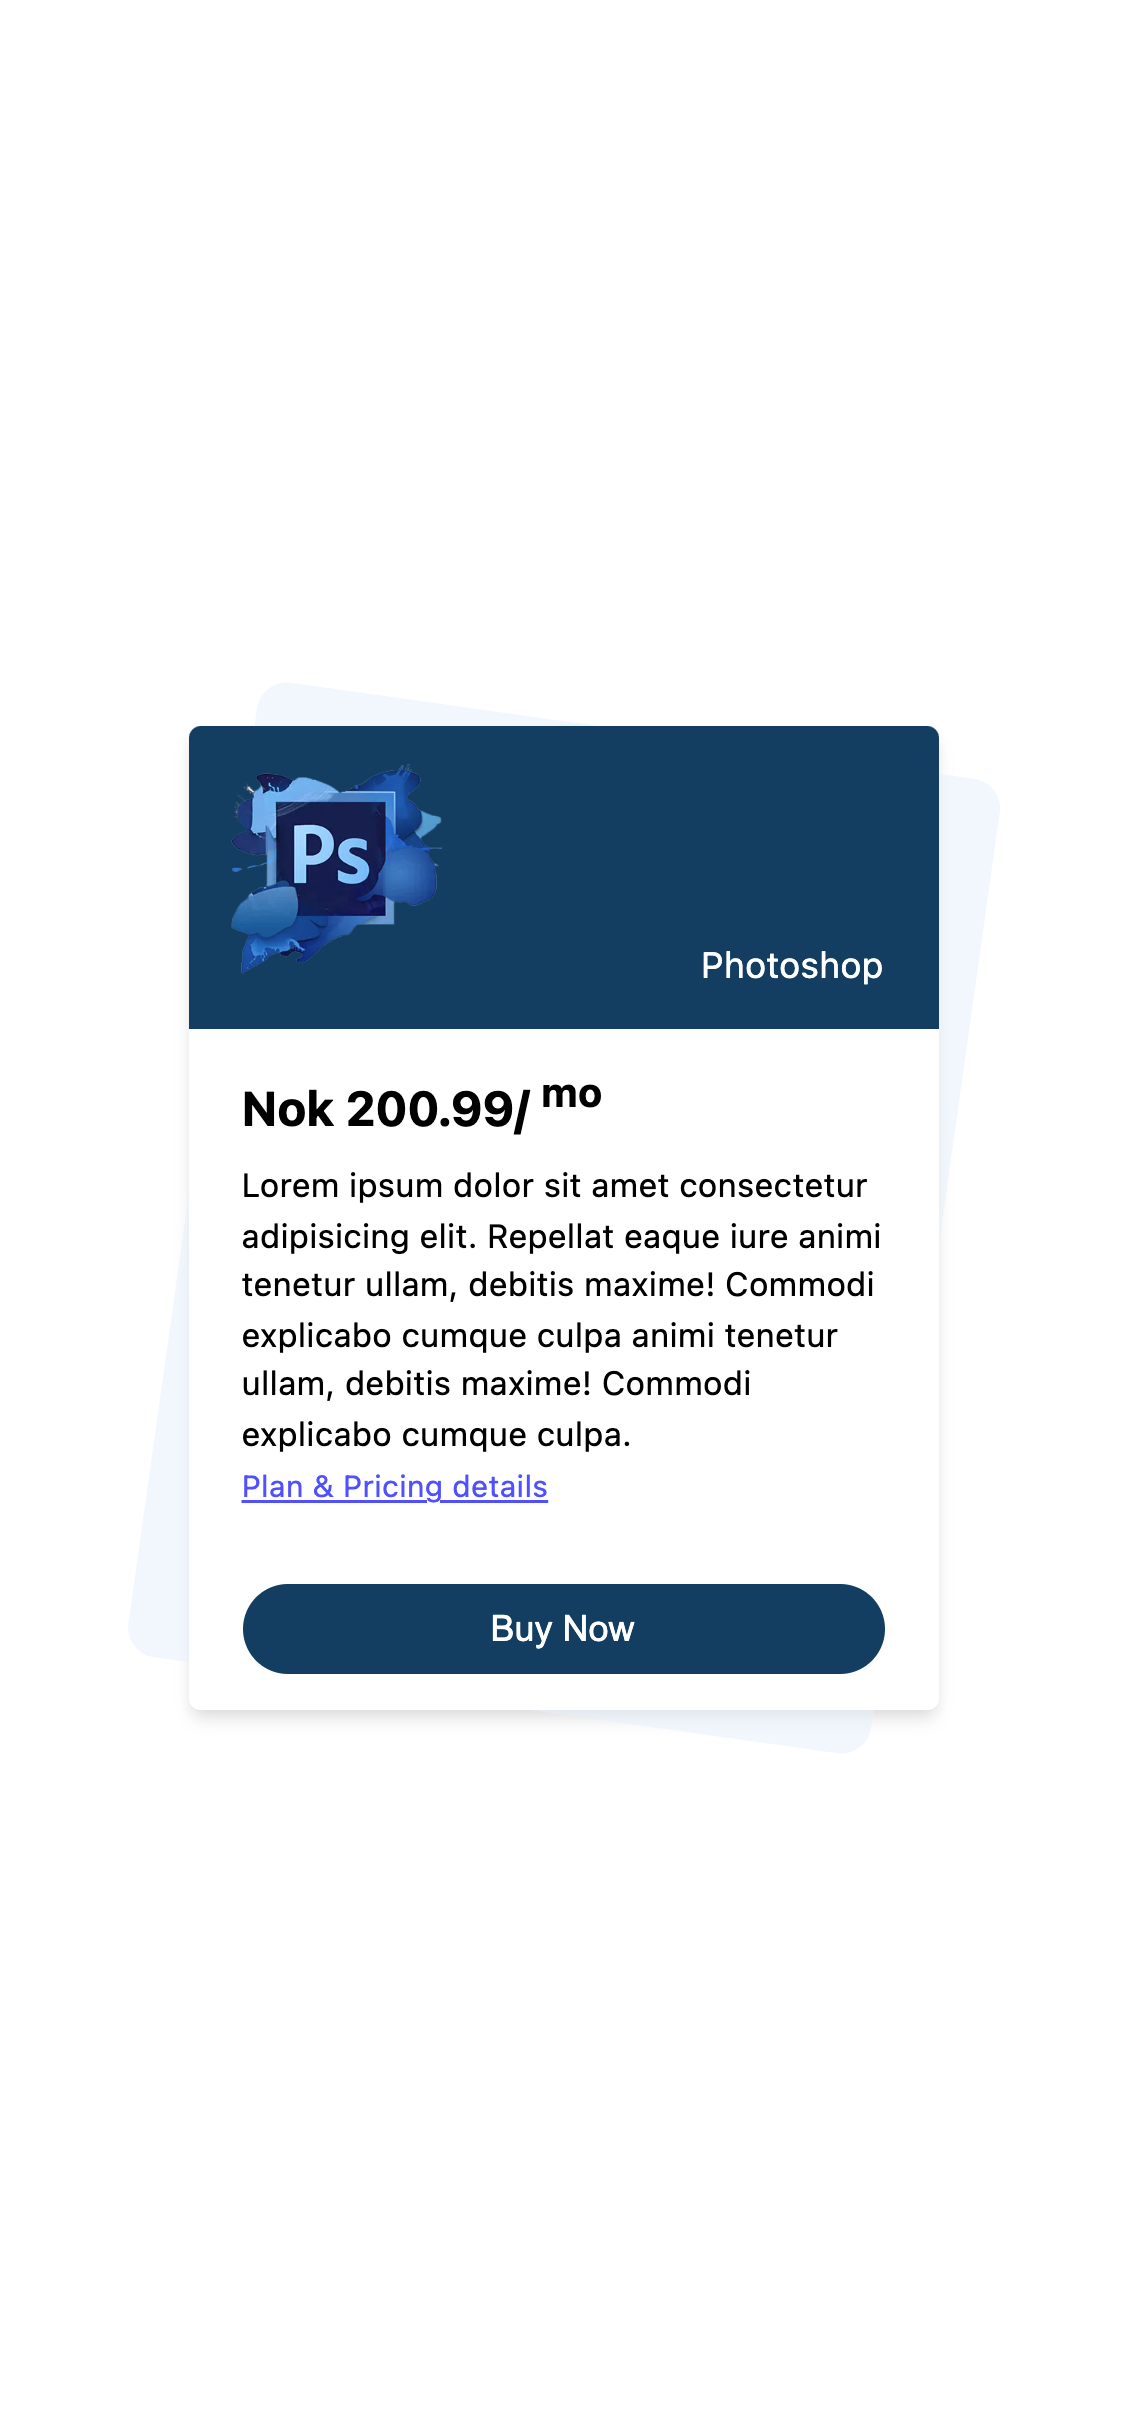 Ps
Photoshop
Nok 200.99/ mo
Lorem ipsum dolor sit amet consectetur
adipisicing elit. Repellat eaque iure animi
tenetur ullam, debitis maxime! Commodi
explicabo cumque culpa animi tenetur
ullam, debitis maxime! Commodi
explicabo cumque culpa.
Plan & Pricing details
Buy Now